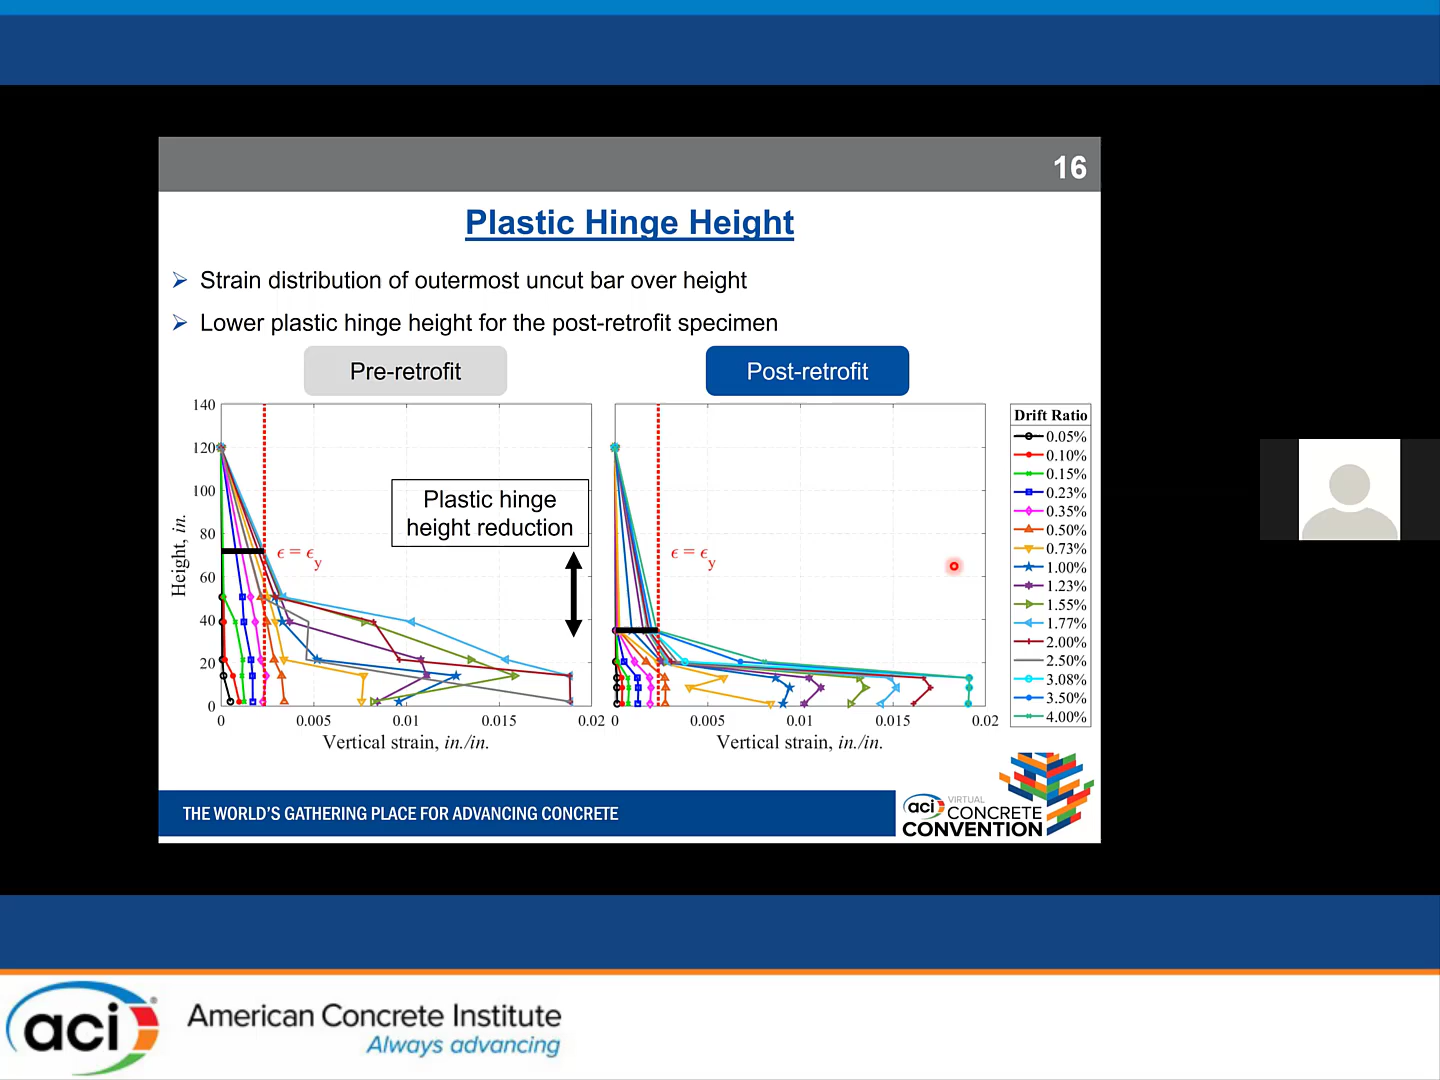 16
Plastic Hinge Height
Strain distribution of outermost uncut bar over height
Lower plastic hinge height for the post-retrofit specimen
Pre-retrofit
Post-retrofit
140
120
100
80
60
40
20
0
Height, in.
Plastic hinge
height reduction
ϵ = ϵy
ϵ = ϵy
0 0.005 0.01 0.015 0.02
0 0.005 0.01 0.015 0.02
Vertical strain, in./in.
Vertical strain, in./in.
Drift Ratio
0.05%
0.10%
0.15%
0.23%
0.35%
0.50%
0.73%
1.00%
1.23%
1.55%
1.77%
2.00%
2.50%
3.08%
3.50%
4.00%
THE WORLD'S GATHERING PLACE FOR ADVANCING CONCRETE
aci VIRTUAL
CONCRETE
CONVENTION
aci
American Concrete Institute
Always advancing